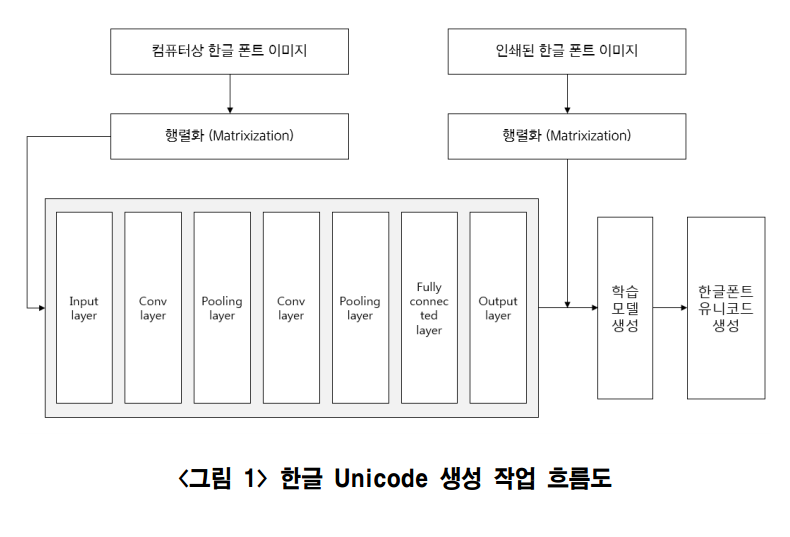 컴퓨터상 한글 폰트 이미지
인쇄된 한글 폰트 이미지
행렬화 (Matrixization)
행렬화 (Matrixization)
Input
layer
Conv
layer
Pooling
layer
Conv
layer
Pooling
layer
Fully
connec
ted
layer
Output
layer
학습
모델
생성
한글폰트
유니코드
생성
<그림 1> 한글 Unicode 생성 작업 흐름도